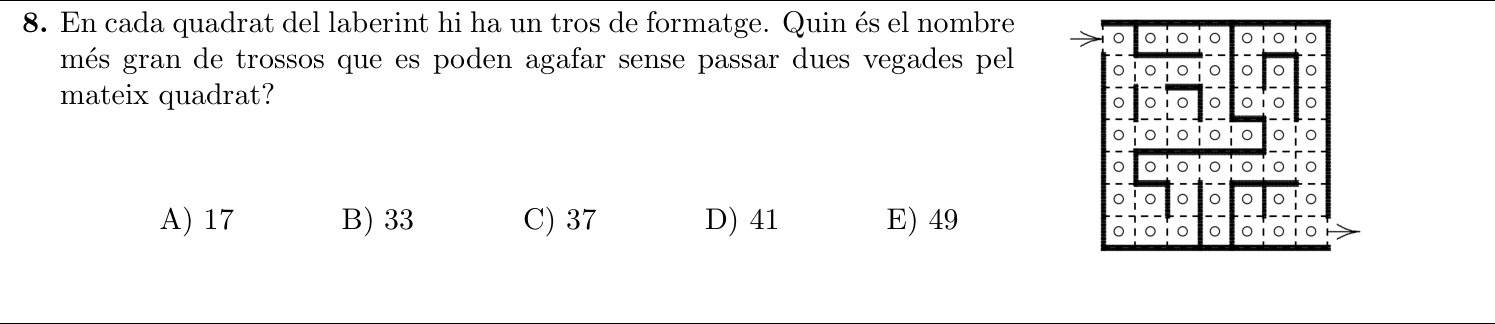 8. En cada quadrat del laberint hi ha un tros de formatge. Quin és el nombre
més gran de trossos que es poden agafar sense passar dues vegades pel
mateix quadrat?
A) 17 B) 33 C) 37 D) 41 E) 49